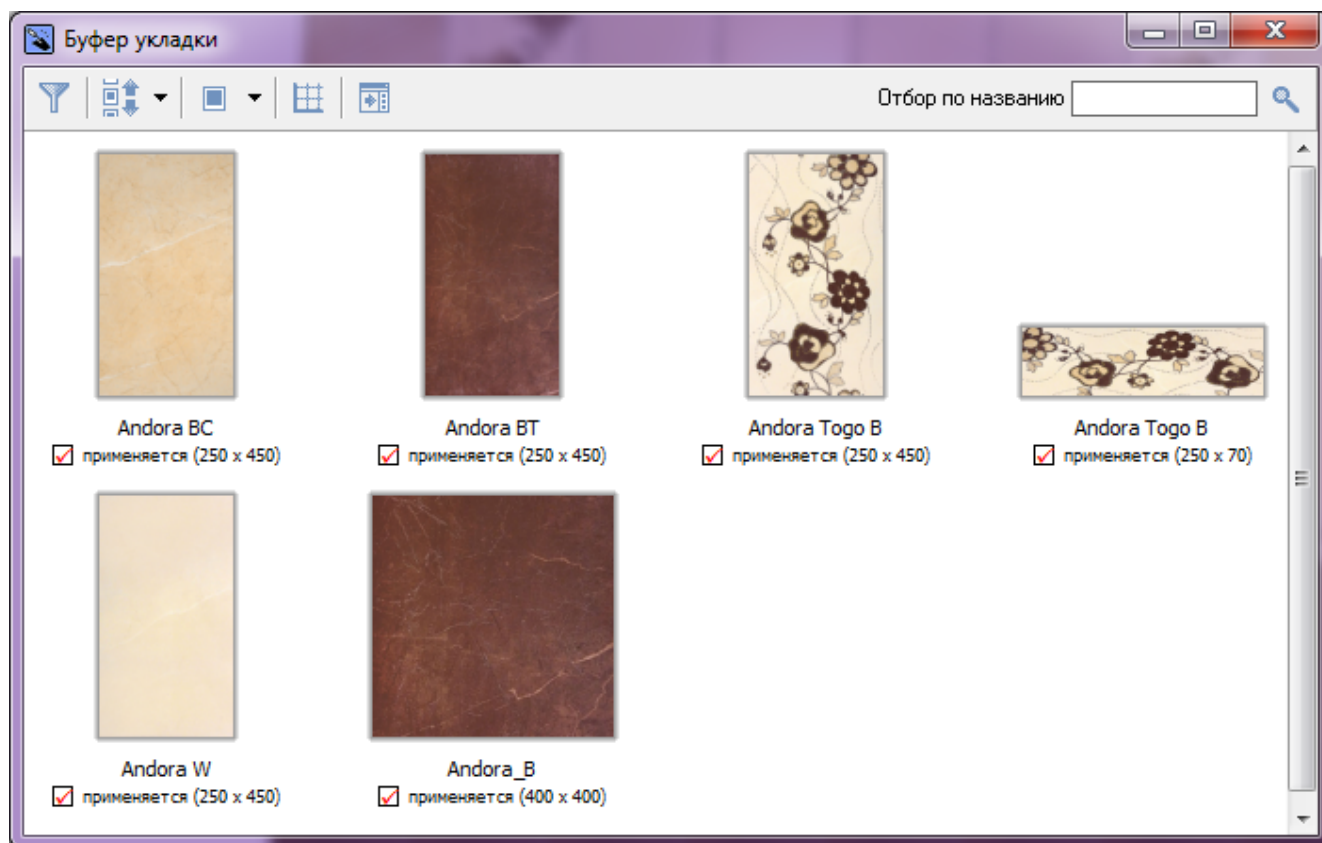 Буфер укладки
Отбор по названию
Andora BC
применяется (250 x 450)
Andora BT
применяется (250 x 450)
Andora Togo B
применяется (250 x 450)
Andora Togo B
применяется (250 x 70)
Andora W
применяется (250 x 450)
Andora_B
применяется (400 x 400)